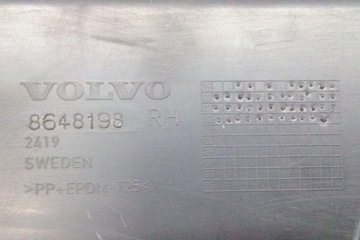 VOLVO
8648198 RH
2419
SWEDEN
>PP+EPDM-T25<